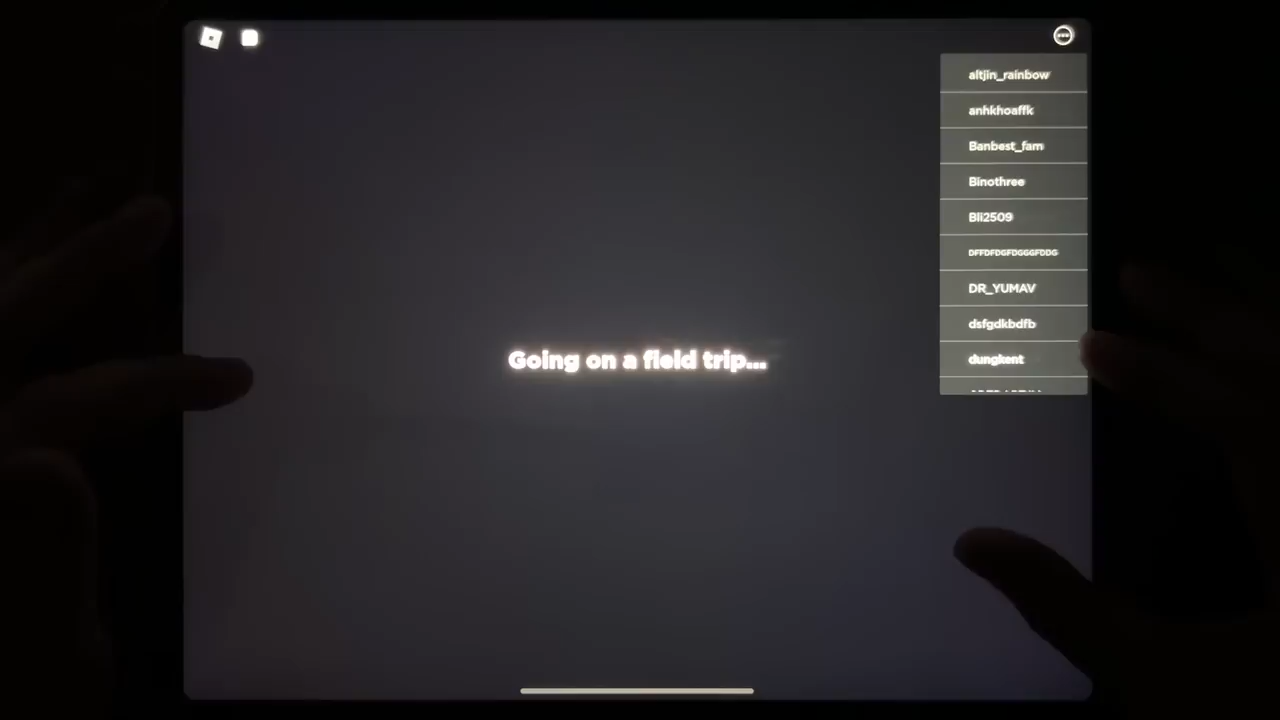 altjin_rainbow
anhkhoaffk
Banbest_fam
Binothree
Bli2509
DFFDFDGFDGGGFDDG
DR_YUMAV
dsfgdkbdfb
Going on a field trip...
dungkent